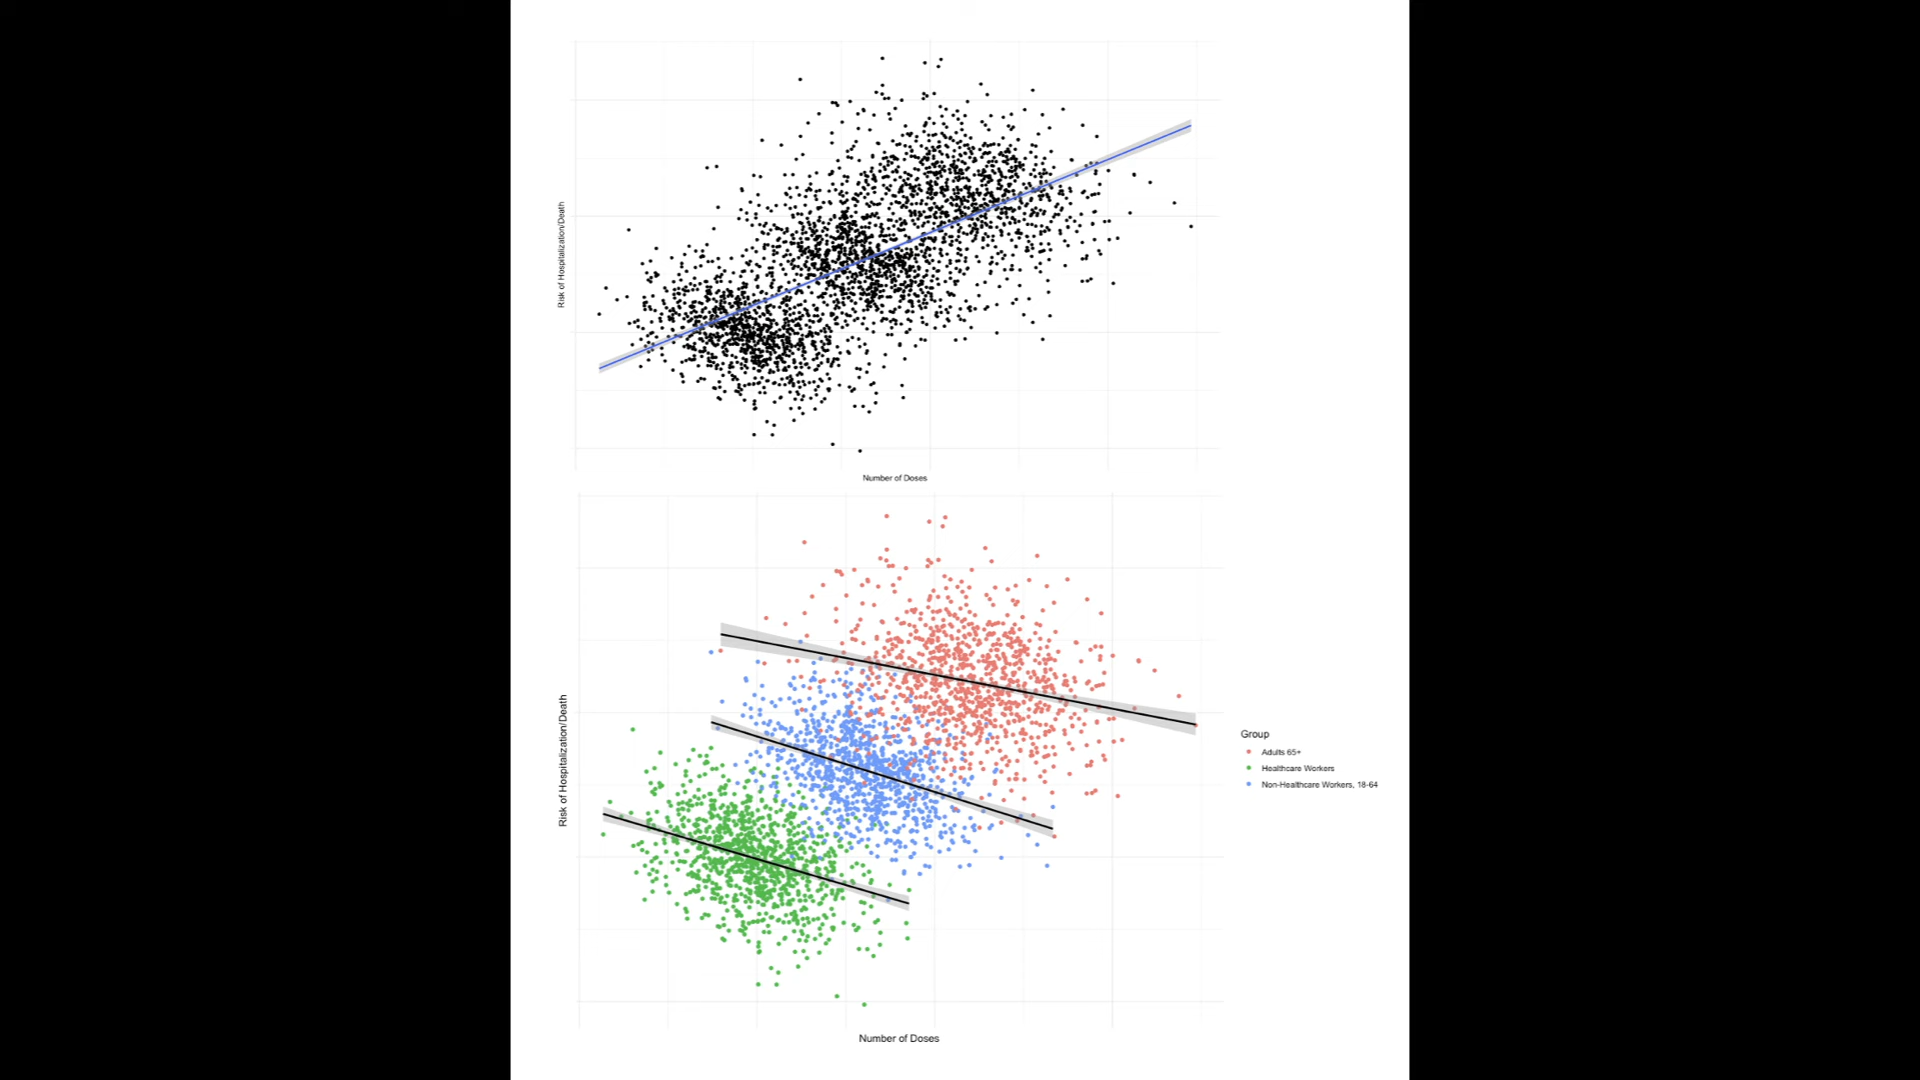 Risk of Hospitalization/Death
Number of Doses
Risk of Hospitalization/Death
Number of Doses
Group
Adults 65+
Healthcare Workers
Non-Healthcare Workers, 18-64